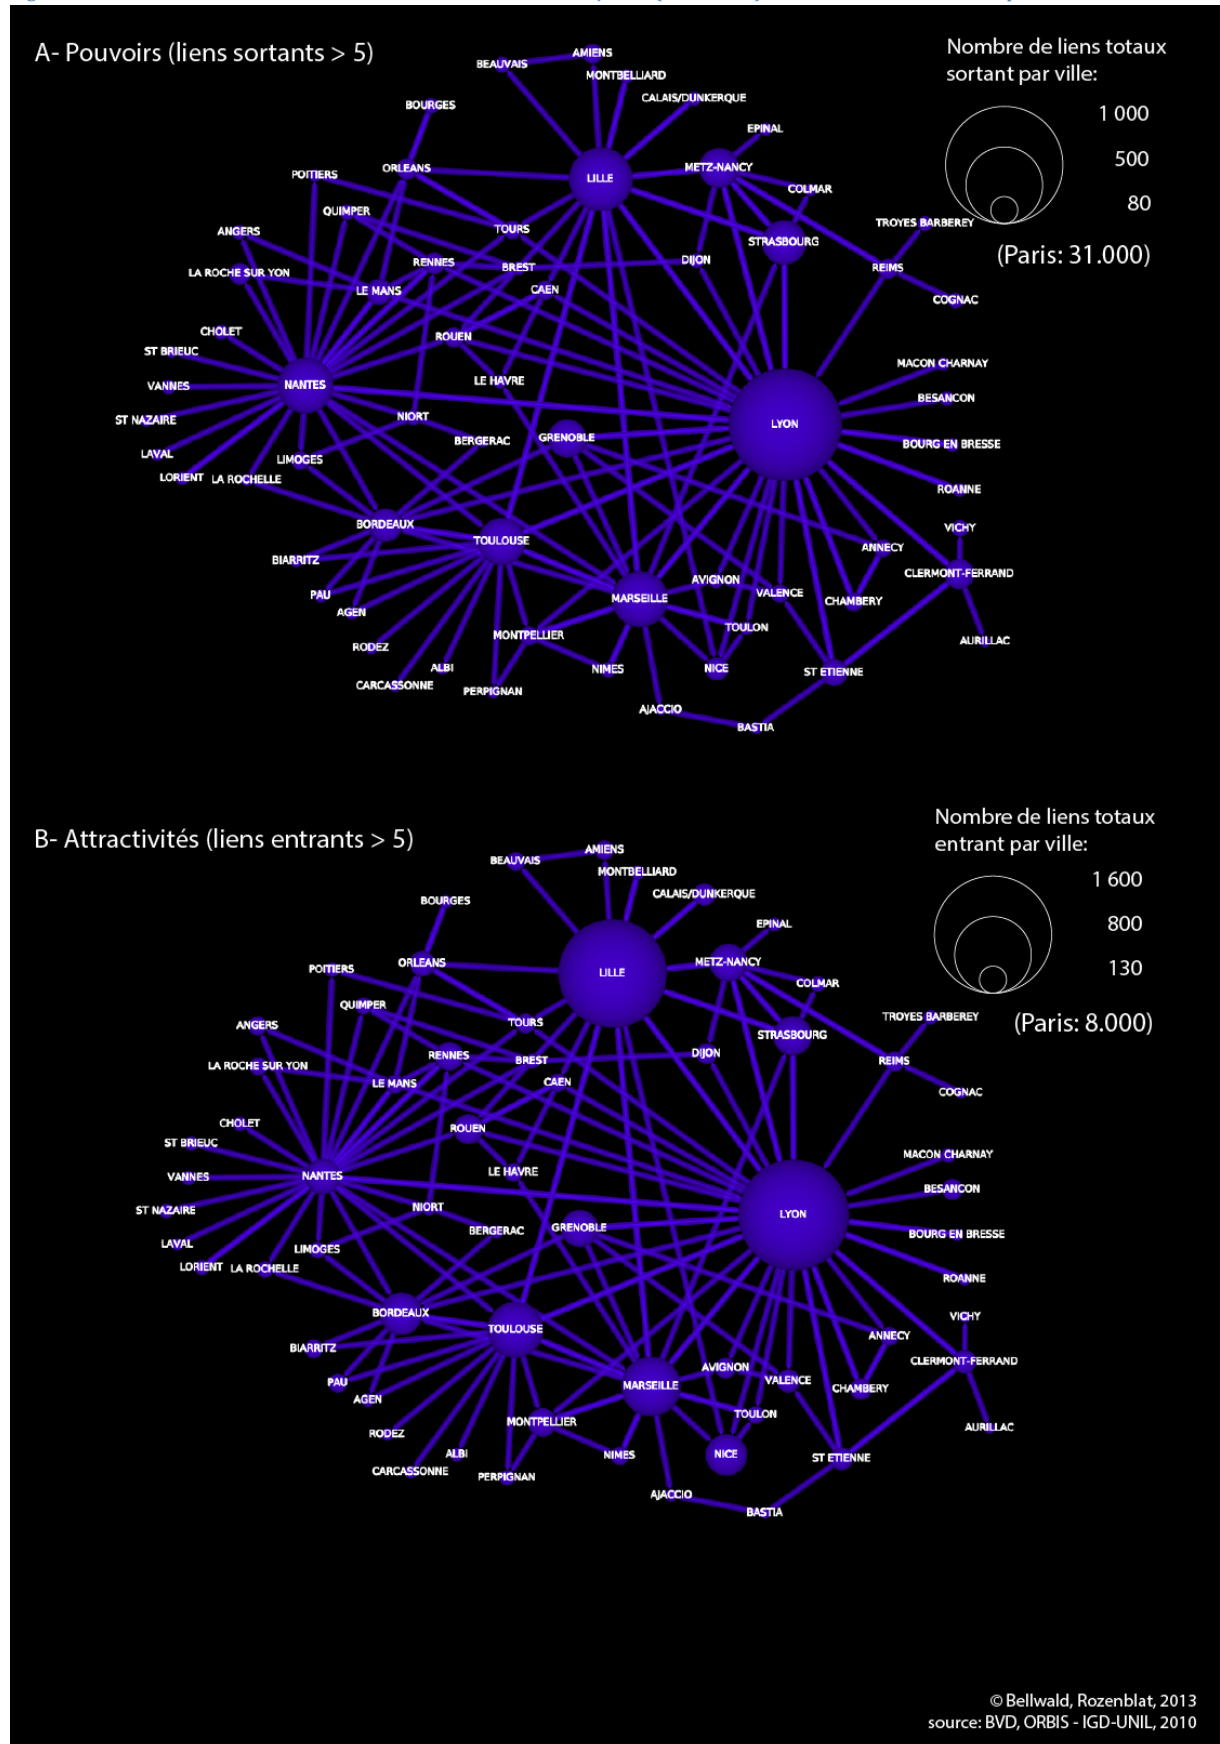 A- Pouvoirs (liens sortants > 5)
Nombre de liens totaux
sortant par ville:
1 000
500
80
(Paris: 31.000)
AMIENS
BEAUVAIS
MONTBELLIARD
CALAIS/DUNKERQUE
BOURGES
EPINAL
ORLEANS
METZ-NANCY
POITIERS
LILLE
COLMAR
QUIMPER
TROYES BARBEREY
ANGERS
TOURS
STRASBOURG
RENNES
BREST
DIJON
REIMS
LA ROCHE SUR YON
LE MANS
CAEN
COGNAC
CHOLET
ROUEN
ST BRIEUC
MACON CHARNAY
VANNES
NANTES
LE HAVRE
BESANCON
ST NAZAIRE
NIORT
LYON
LAVAL
LIMOGES
BERGERAC
GRENOBLE
BOURG EN BRESSE
LORIENT
LA ROCHELLE
ROANNE
BORDEAUX
VICHY
BIARRITZ
TOULOUSE
ANNECY
CLERMONT-FERRAND
PAU
AVIGNON
VALENCE
AGEN
MARSEILLE
CHAMBERY
RODEZ
MONTPELLIER
TOULON
AURILLAC
ALBI
NIMES
NICE
ST ETIENNE
CARCASSONNE
PERPIGNAN
AJACCIO
BASTIA
B- Attractivités (liens entrants > 5)
Nombre de liens totaux
entrant par ville:
1 600
800
130
(Paris: 8.000)
AMIENS
BEAUVAIS
MONTBELLIARD
CALAIS/DUNKERQUE
BOURGES
EPINAL
ORLEANS
METZ-NANCY
POITIERS
LILLE
COLMAR
QUIMPER
TROYES BARBEREY
ANGERS
TOURS
STRASBOURG
RENNES
BREST
DIJON
REIMS
LA ROCHE SUR YON
LE MANS
CAEN
COGNAC
CHOLET
ROUEN
ST BRIEUC
MACON CHARNAY
VANNES
NANTES
LE HAVRE
BESANCON
ST NAZAIRE
NIORT
LYON
LAVAL
LIMOGES
BERGERAC
GRENOBLE
BOURG EN BRESSE
LORIENT
LA ROCHELLE
ROANNE
BORDEAUX
VICHY
BIARRITZ
TOULOUSE
ANNECY
CLERMONT-FERRAND
PAU
AVIGNON
VALENCE
AGEN
MARSEILLE
CHAMBERY
RODEZ
MONTPELLIER
TOULON
AURILLAC
ALBI
NIMES
NICE
ST ETIENNE
CARCASSONNE
PERPIGNAN
AJACCIO
BASTIA
© Bellwald, Rozenblat, 2013
source: BVD, ORBIS - IGD-UNIL, 2010